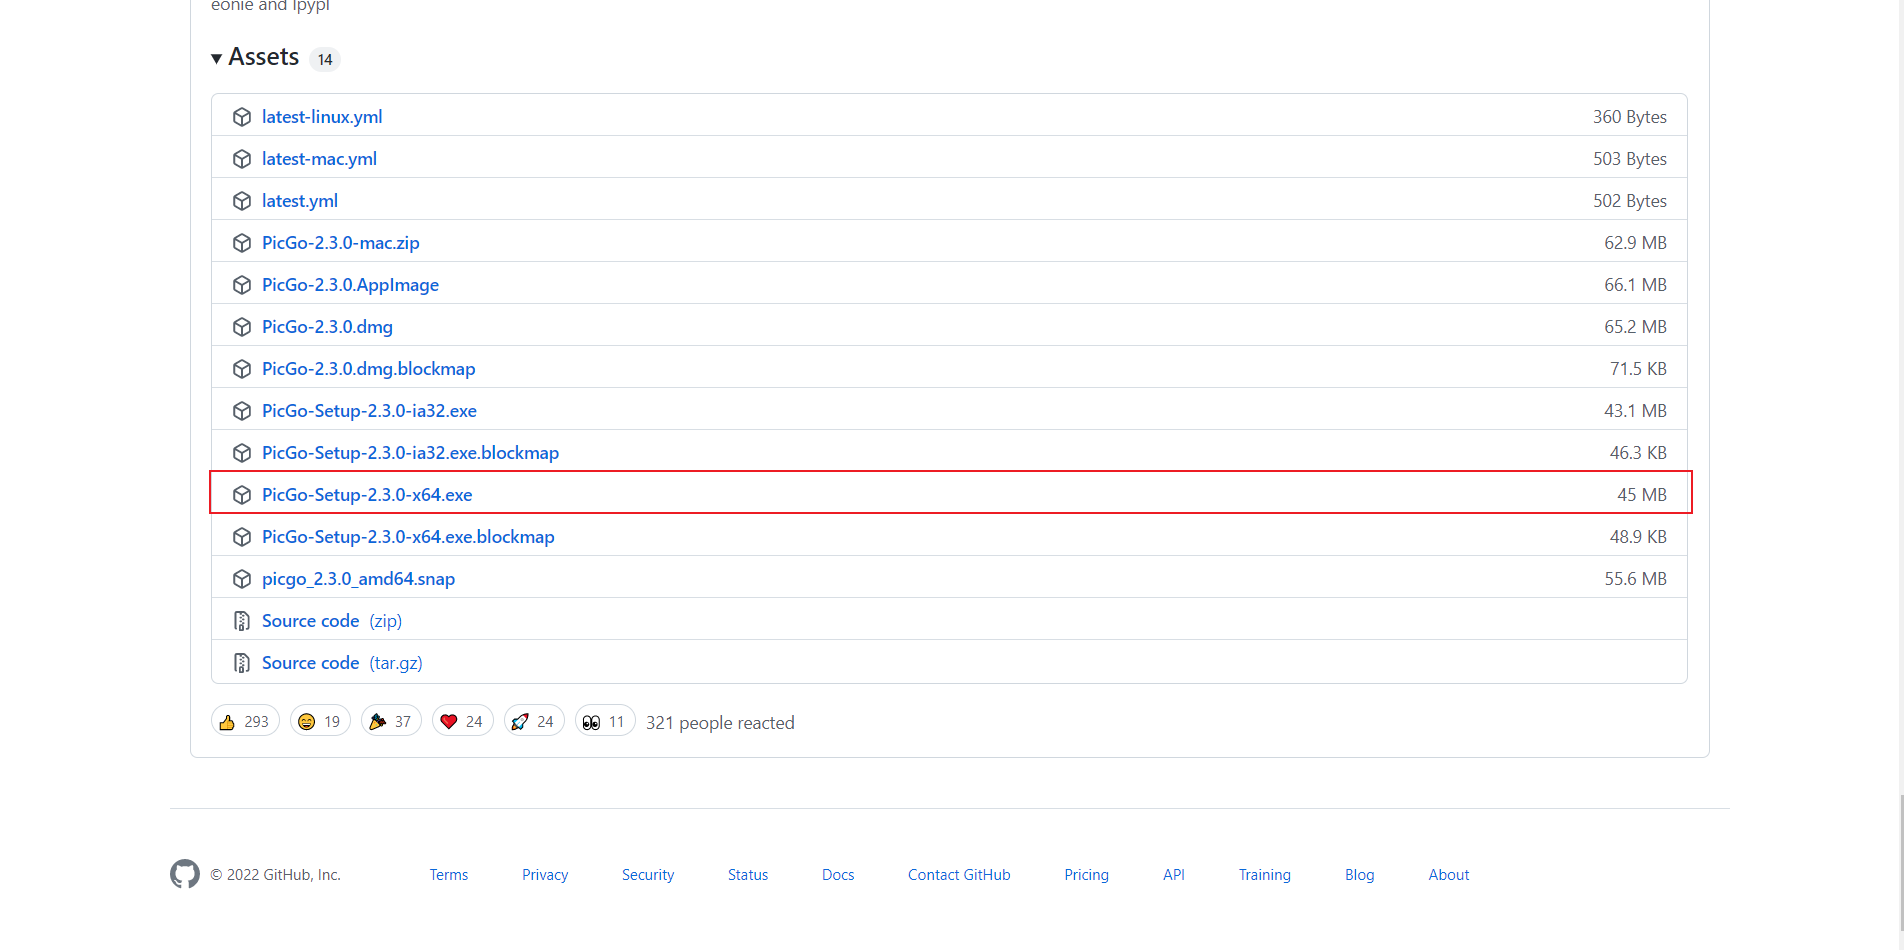 eonie and lpypl
Assets 14
latest-linux.yml 360 Bytes
latest-mac.yml 503 Bytes
latest.yml 502 Bytes
PicGo-2.3.0-mac.zip 62.9 MB
PicGo-2.3.0.AppImage 66.1 MB
PicGo-2.3.0.dmg 65.2 MB
PicGo-2.3.0.dmg.blockmap 71.5 KB
PicGo-Setup-2.3.0-ia32.exe 43.1 MB
PicGo-Setup-2.3.0-ia32.exe.blockmap 46.3 KB
PicGo-Setup-2.3.0-x64.exe 45 MB
PicGo-Setup-2.3.0-x64.exe.blockmap 48.9 KB
picgo_2.3.0_amd64.snap 55.6 MB
Source code (zip)
Source code (tar.gz)
293 19 37 24 24 11 321 people reacted
© 2022 GitHub, Inc. Terms Privacy Security Status Docs Contact GitHub Pricing API Training Blog About